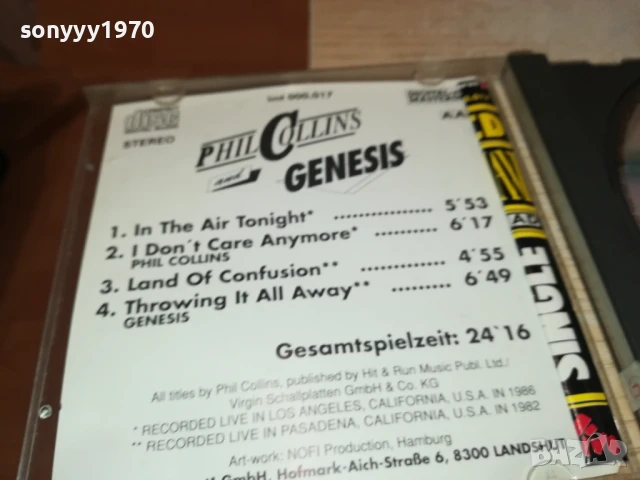 sonyyy1970
int 900.017
STEREO
PHIL COLLINS
and GENESIS
1. In The Air Tonight* ................ 5´53
2. I Don´t Care Anymore* .......... 6´17
PHIL COLLINS
3. Land Of Confusion** ............. 4´55
4. Throwing It All Away** ......... 6´49
GENESIS
Gesamtspielzeit: 24´16
All titles by Phil Collins, published by Hit & Run Music Publ. Ltd./
Virgin Schallplatten GmbH & Co. KG
* RECORDED LIVE IN LOS ANGELES, CALIFORNIA, U.S.A. IN 1986
** RECORDED LIVE IN PASADENA, CALIFORNIA, U.S.A. IN 1982
Art-work: NOFI Production, Hamburg
GmbH, Hofmark-Aich-Straße 6, 8300 LANDSHUT
SINGLE